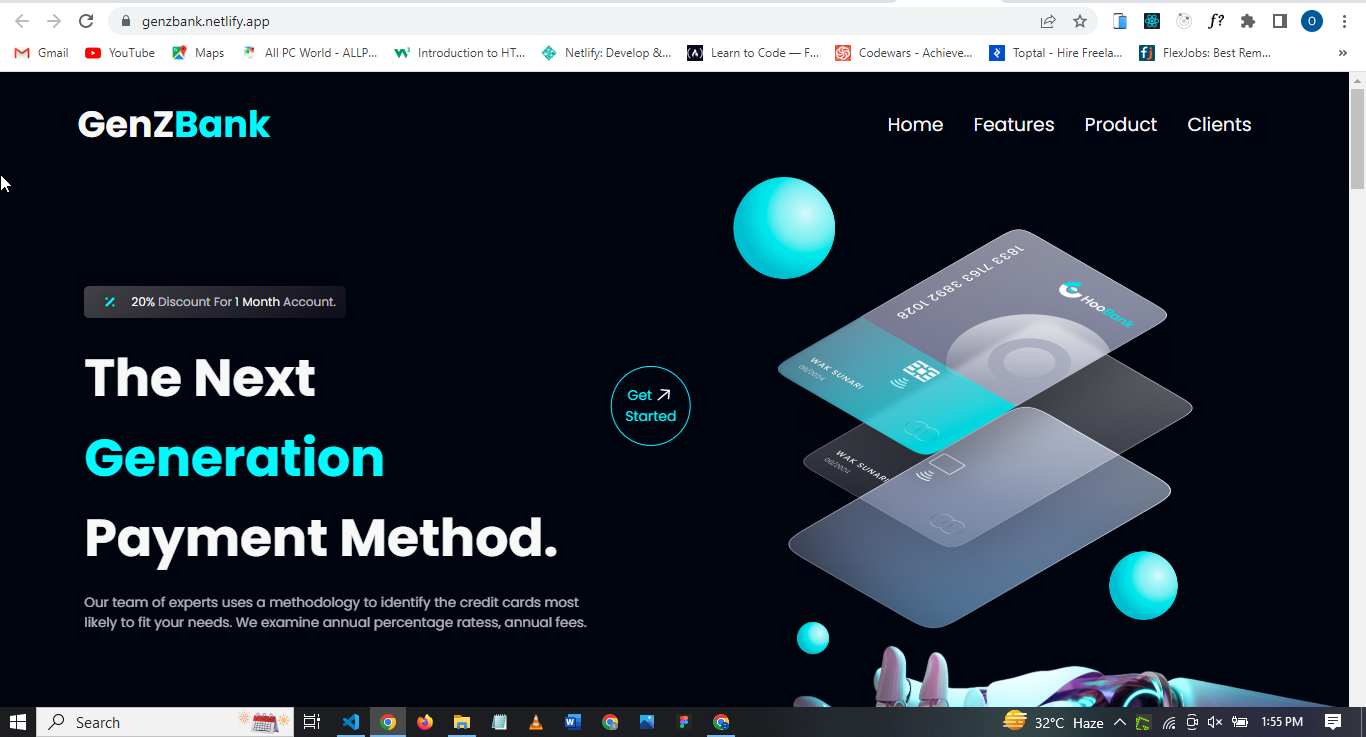 genzbank.netlify.app
f?
O
Gmail
YouTube
Maps
All PC World - ALLP...
Introduction to HT...
Netlify: Develop &...
Learn to Code — F...
Codewars - Achieve...
Toptal - Hire Freela...
FlexJobs: Best Rem...
»
GenZBank
Home
Features
Product
Clients
20% Discount For 1 Month Account.
The Next
Generation
Payment Method.
Our team of experts uses a methodology to identify the credit cards most
likely to fit your needs. We examine annual percentage ratess, annual fees.
Get
Started
1833 7163 3892 1028
HooBank
WAK SUNARI
06/2024
WAK SUNARI
06/2024
Search
32°C Haze
1:55 PM